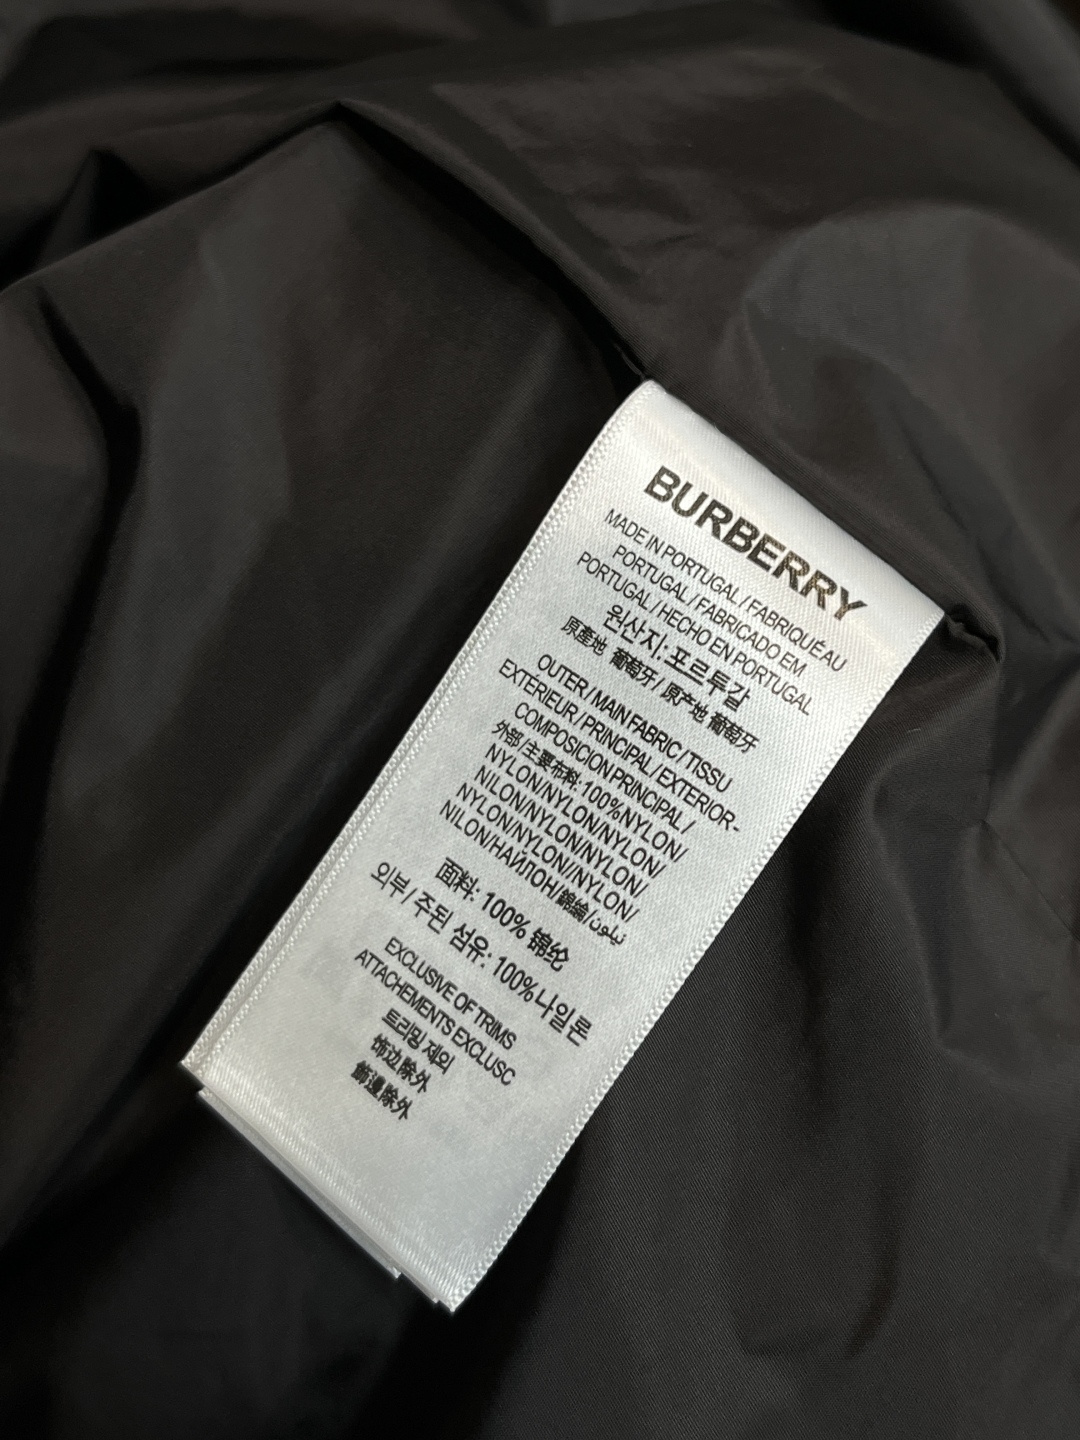 BURBERRY
MADE IN PORTUGAL / FABRIQUÉ AU
PORTUGAL / FABRICADO EM
PORTUGAL / HECHO EN PORTUGAL
원산지: 포르투갈
原產地 葡萄牙 / 原产地 葡萄牙
OUTER / MAIN FABRIC / TISSU
EXTERIEUR / PRINCIPAL / EXTERIOR-
COMPOSICION PRINCIPAL /
外部 / 主要布料: 100%NYLON/
NYLON/NYLON/NYLON/
NILON/NYLON/NYLON/
NYLON/NYLON//NYLON/
NILON/НАЙЛОН/錦綸/نيلون
面料: 100% 锦纶
외부 / 주된 섬유: 100%나일론
EXCLUSIVE OF TRIMS
ATTACHEMENTS EXCLUSC
트리밍 제외
饰边除外
飾邊除外